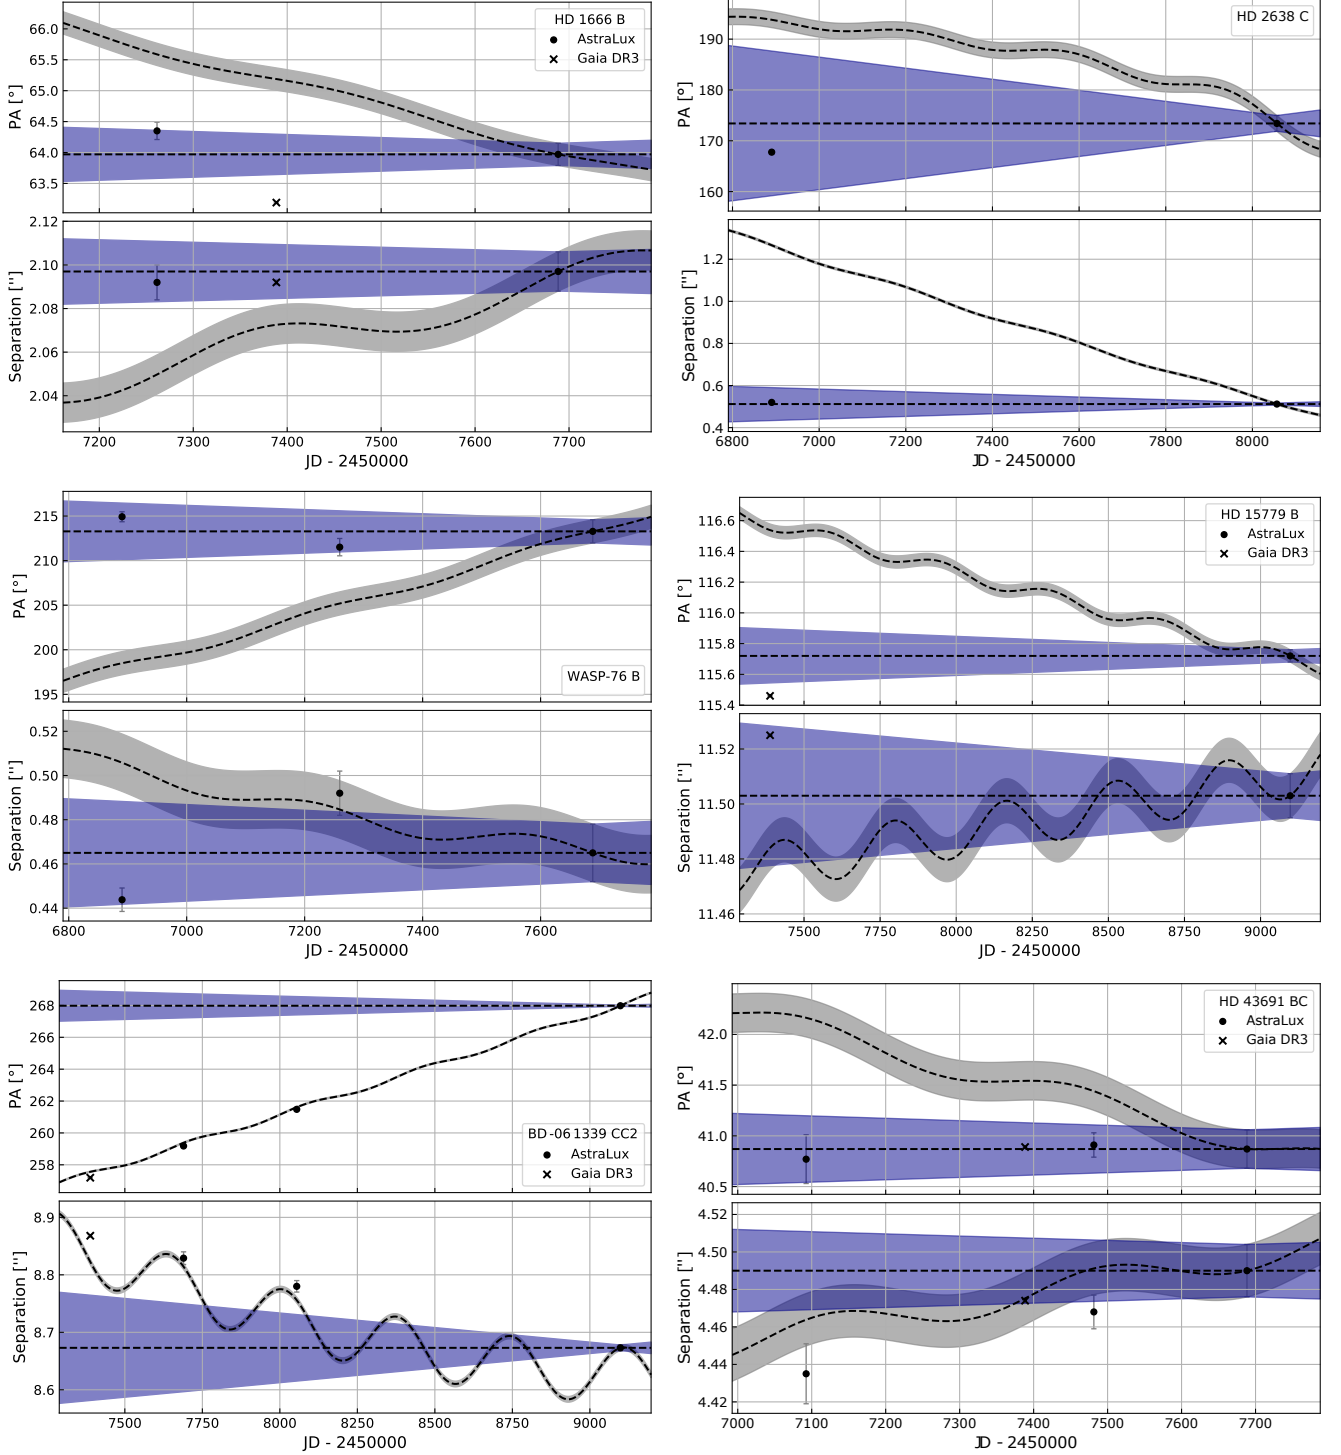 HD 1666 B
AstraLux
Gaia DR3
PA [°]
66.0
65.5
65.0
64.5
64.0
63.5
Separation ["]
2.12
2.10
2.08
2.06
2.04
7200 7300 7400 7500 7600 7700
JD - 2450000
HD 2638 C
PA [°]
190
180
170
160
Separation ["]
1.2
1.0
0.8
0.6
0.4
6800 7000 7200 7400 7600 7800 8000
JD - 2450000
WASP-76 B
PA [°]
215
210
205
200
195
Separation ["]
0.52
0.50
0.48
0.46
0.44
6800 7000 7200 7400 7600
JD - 2450000
HD 15779 B
AstraLux
Gaia DR3
PA [°]
116.6
116.4
116.2
116.0
115.8
115.6
115.4
Separation ["]
11.52
11.50
11.48
11.46
7500 7750 8000 8250 8500 8750 9000
JD - 2450000
BD -06 1339 CC2
AstraLux
Gaia DR3
PA [°]
268
266
264
262
260
258
Separation ["]
8.9
8.8
8.7
8.6
7500 7750 8000 8250 8500 8750 9000
JD - 2450000
HD 43691 BC
AstraLux
Gaia DR3
PA [°]
42.0
41.5
41.0
40.5
Separation ["]
4.52
4.50
4.48
4.46
4.44
4.42
7000 7100 7200 7300 7400 7500 7600 7700
JD - 2450000